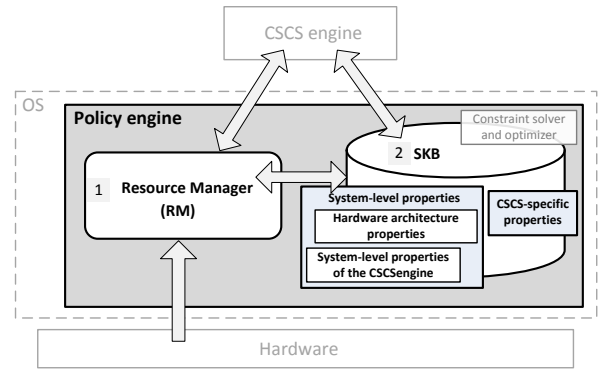 CSCS engine
OS
Policy engine
Constraint solver
and optimizer
1
Resource Manager
(RM)
2 SKB
System-level properties
Hardware architecture
properties
System-level properties
of the CSCSengine
CSCS-specific
properties
Hardware